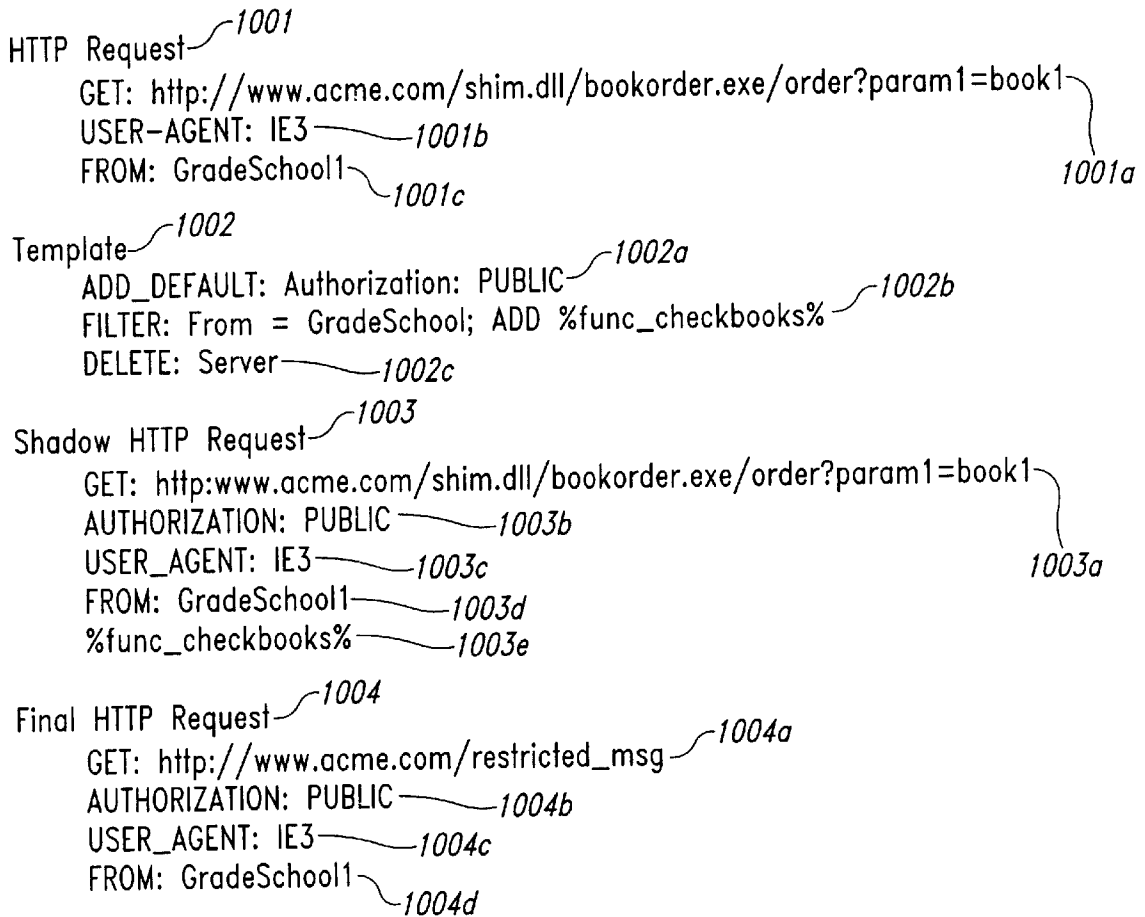 HTTP Request 1001
GET: http://www.acme.com/shim.dll/bookorder.exe/order?param1=book1
USER-AGENT: IE3 1001b
FROM: GradeSchool1 1001a
1001c
Template 1002
ADD_DEFAULT: Authorization: PUBLIC 1002a
FILTER: From = GradeSchool; ADD %func_checkbooks% 1002b
DELETE: Server 1002c
Shadow HTTP Request 1003
GET: http:www.acme.com/shim.dll/bookorder.exe/order?param1=book1
AUTHORIZATION: PUBLIC 1003b
USER_AGENT: IE3 1003c 1003a
FROM: GradeSchool1 1003d
%func_checkbooks% 1003e
Final HTTP Request 1004
GET: http://www.acme.com/restricted_msg 1004a
AUTHORIZATION: PUBLIC 1004b
USER_AGENT: IE3 1004c
FROM: GradeSchool1 1004d